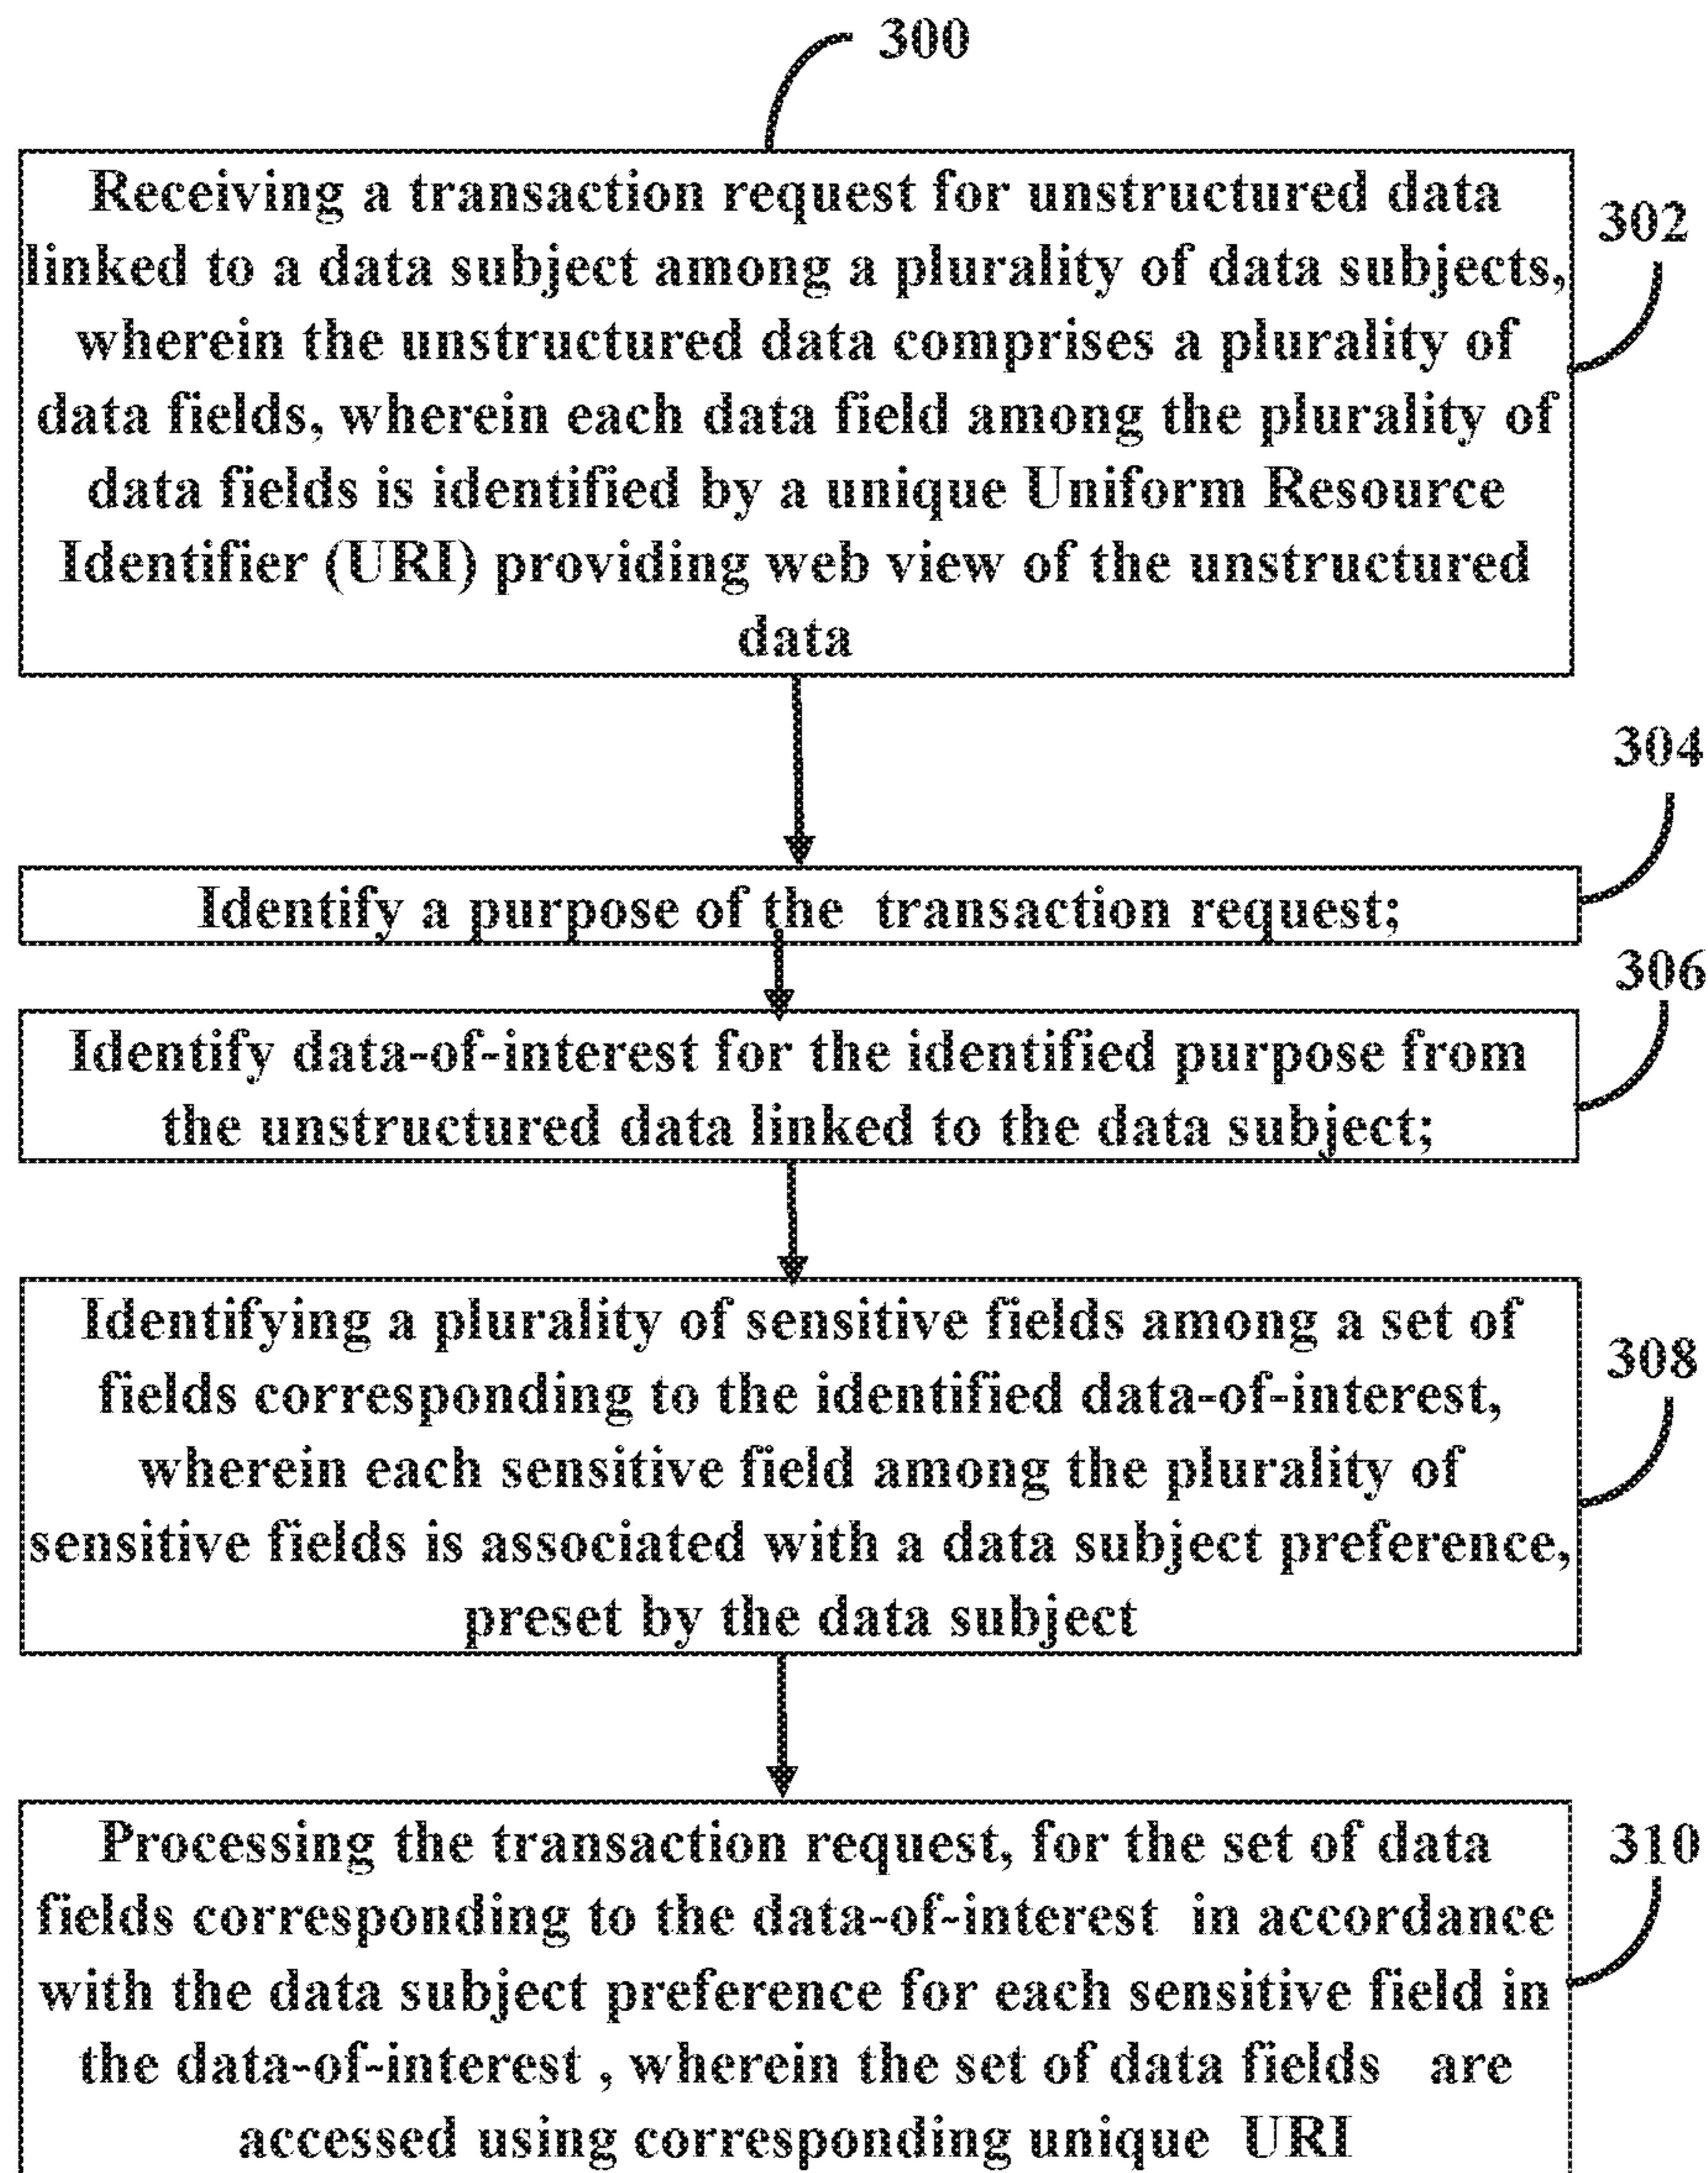 300
Receiving a transaction request for unstructured data
302
linked to a data subject among a plurality of data subjects,
wherein the unstructured data comprises a plurality of
data fields, wherein each data field among the plurality of
data fields is identified by a unique Uniform Resource
Identifier (URI) providing web view of the unstructured
data
304
Identify a purpose of the transaction request;
306
Identify data-of-interest for the identified purpose from
the unstructured data linked to the data subject;
Identifying a plurality of sensitive fields among a set of
308
fields corresponding to the identified data-of-interest,
wherein each sensitive field among the plurality of
sensitive fields is associated with a data subject preference,
preset by the data subject
Processing the transaction request, for the set of data
310
fields corresponding to the data-of-interest in accordance
with the data subject preference for each sensitive field in
the data-of-interest , wherein the set of data fields are
accessed using corresponding unique URI